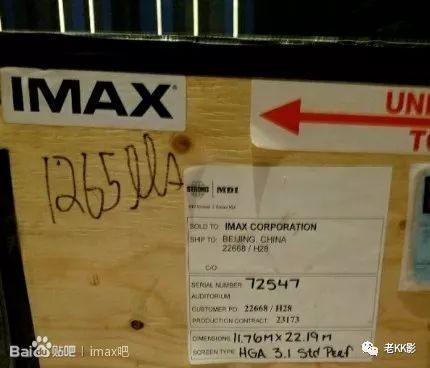 IMAX
UN
TO
1265 lbs
STRONG | MDI
SOLD TO: IMAX CORPORATION
SHIP TO: BEIJING, CHINA
22668 / H28
C/O
SERIAL NUMBER 72547
AUDITORIUM
CUSTOMER PO: 22668 / H28
PRODUCTION CONTRACT: 23173
DIMENSIONS 11.76M X 22.19M
SCREEN TYPE HGA 3.1 Std Perf
Baidu贴吧 | imax吧
老KK影